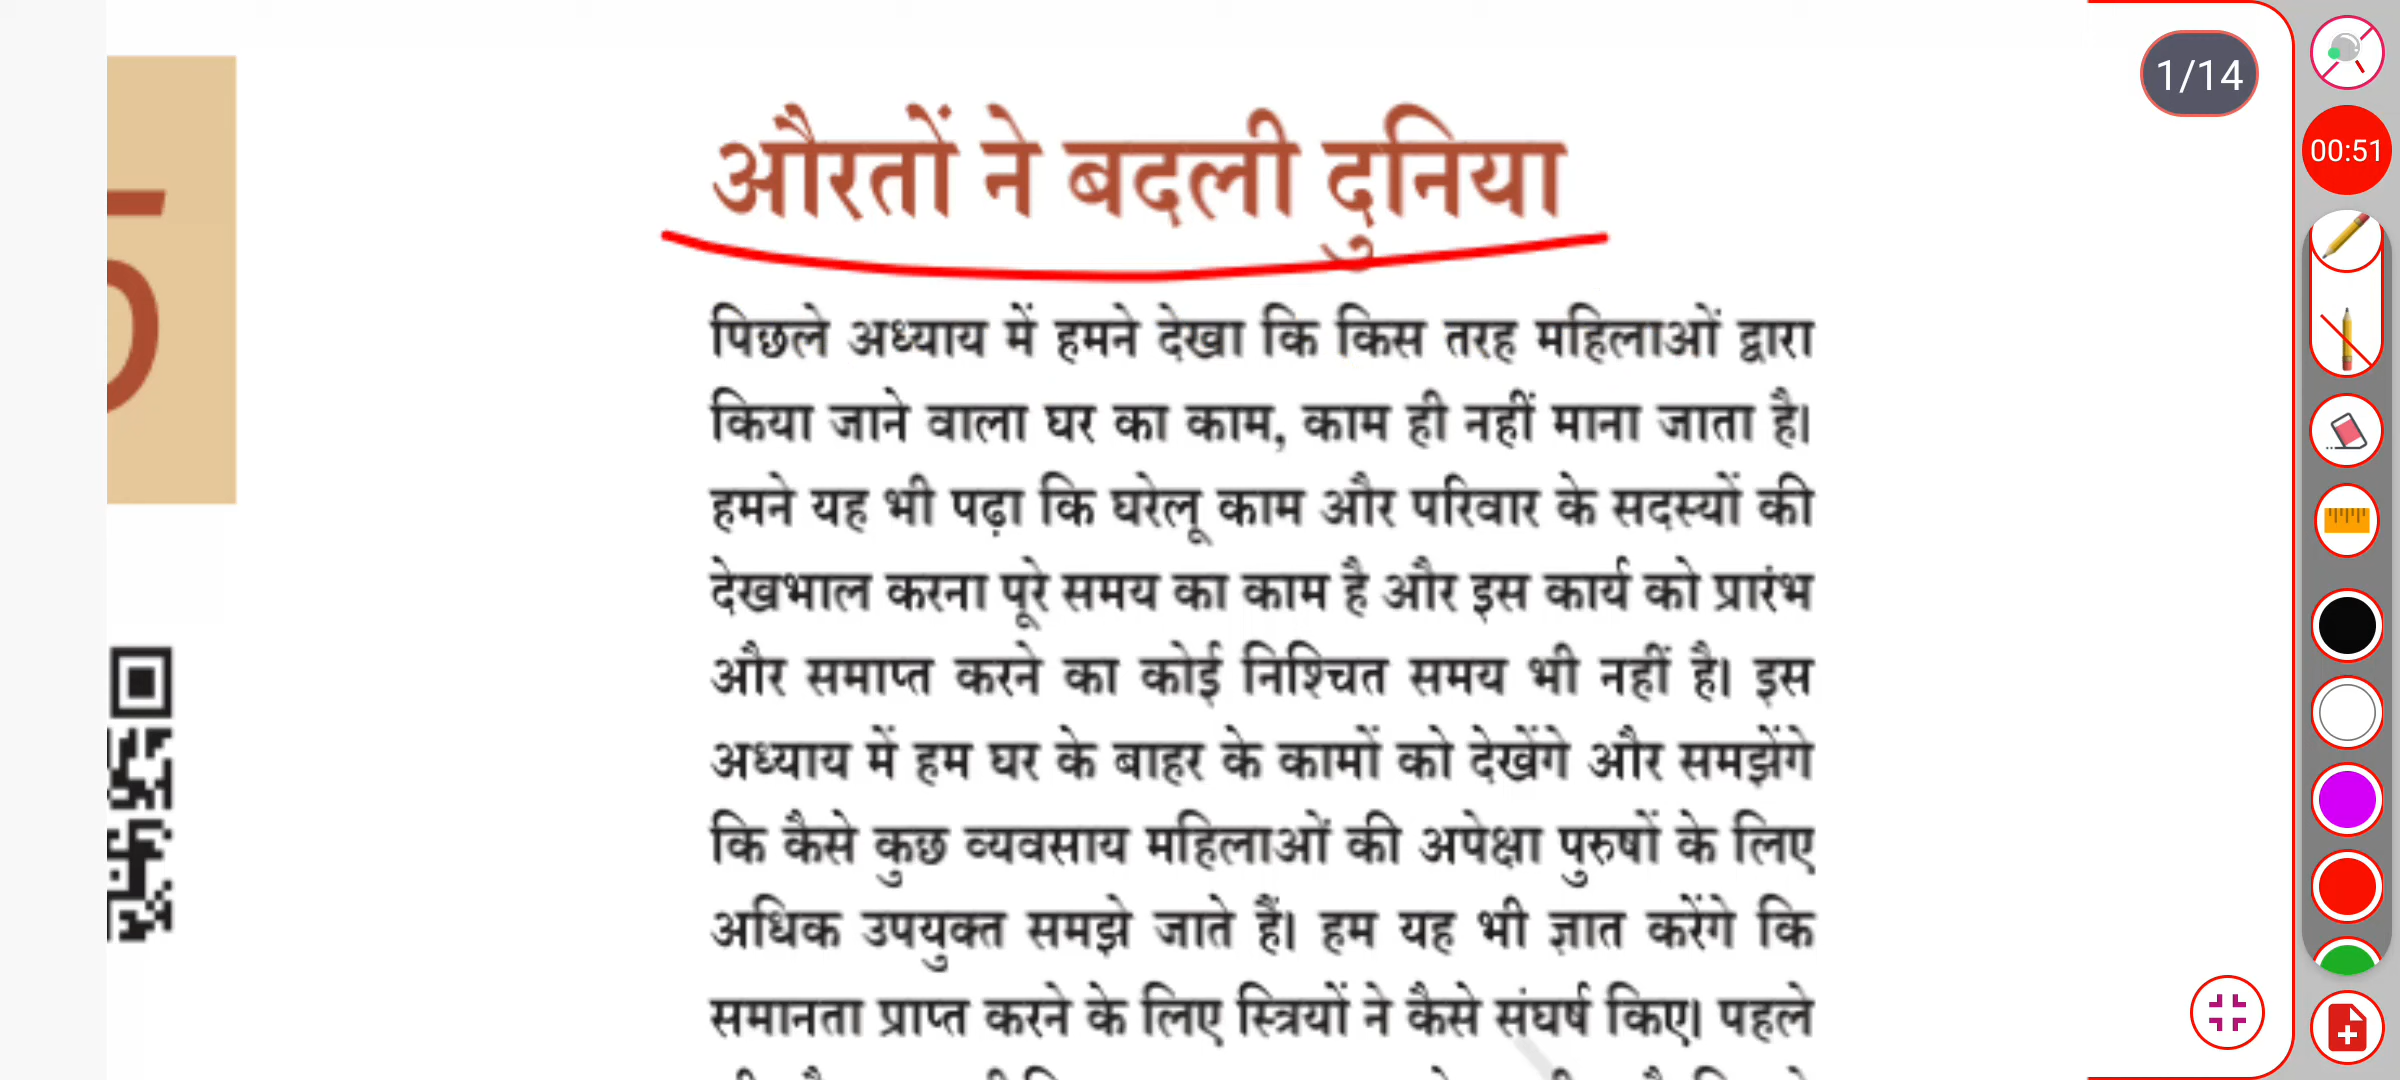 1/14
00:51
5
औरतों ने बदली दुनिया
पिछले अध्याय में हमने देखा कि किस तरह महिलाओं द्वारा
किया जाने वाला घर का काम, काम ही नहीं माना जाता है।
हमने यह भी पढ़ा कि घरेलू काम और परिवार के सदस्यों की
देखभाल करना पूरे समय का काम है और इस कार्य को प्रारंभ
और समाप्त करने का कोई निश्चित समय भी नहीं है। इस
अध्याय में हम घर के बाहर के कामों को देखेंगे और समझेंगे
कि कैसे कुछ व्यवसाय महिलाओं की अपेक्षा पुरुषों के लिए
अधिक उपयुक्त समझे जाते हैं। हम यह भी ज्ञात करेंगे कि
समानता प्राप्त करने के लिए स्त्रियों ने कैसे संघर्ष किए। पहले